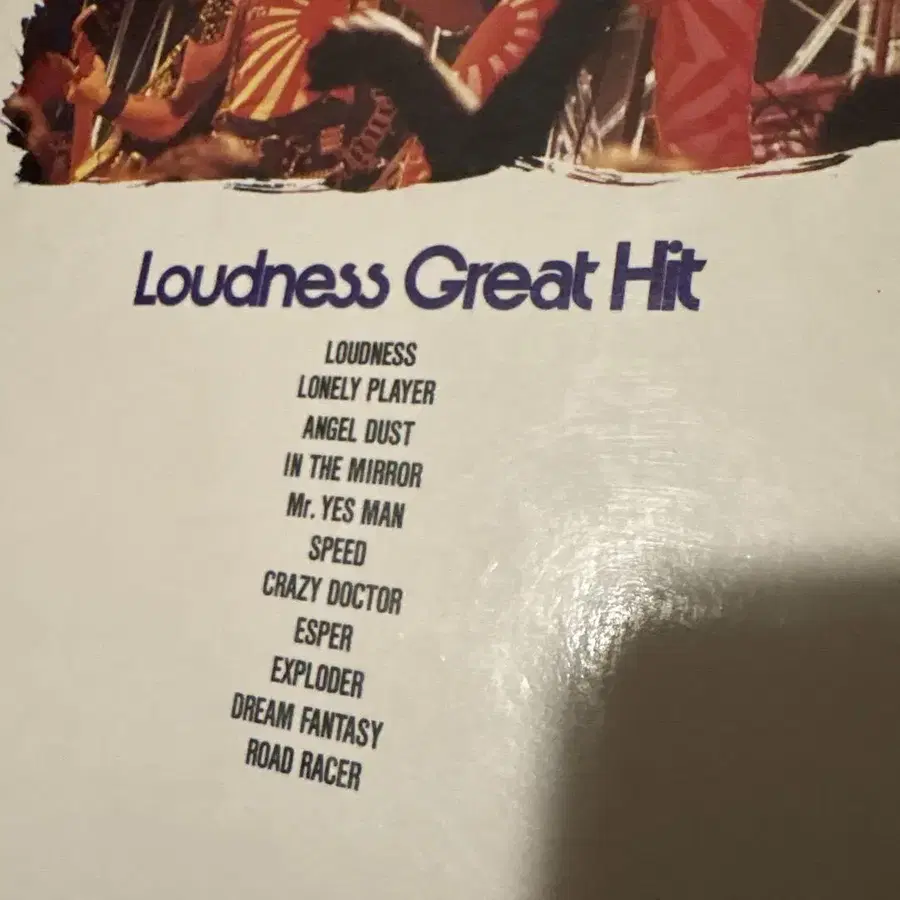 Loudness Great Hit
LOUDNESS
LONELY PLAYER
ANGEL DUST
IN THE MIRROR
Mr. YES MAN
SPEED
CRAZY DOCTOR
ESPER
EXPLODER
DREAM FANTASY
ROAD RACER